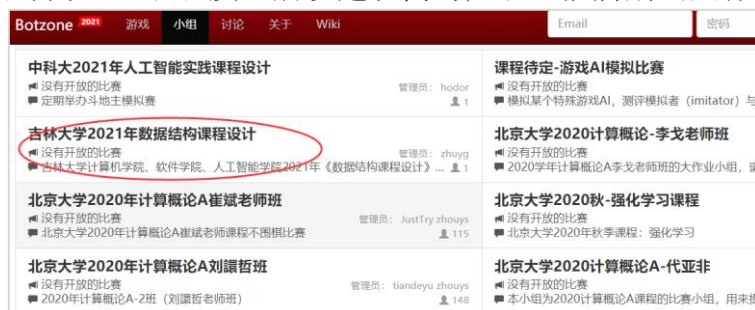 Botzone 2021 游戏 小组 讨论 关于 Wiki Email 密码
中科大2021年人工智能实践课程设计
没有开放的比赛 管理员: hodor
定期举办斗地主模拟赛 1
吉林大学2021年数据结构课程设计
没有开放的比赛 管理员: zhuyg
吉林大学计算机学院、软件学院、人工智能学院2021年《数据结构课程设计》... 1
北京大学2020年计算概论A崔斌老师班
没有开放的比赛 管理员: JustTry zhouys
北京大学2020年计算概论A崔斌老师课程不围棋比赛 115
北京大学2020年计算概论A刘譞哲班
没有开放的比赛 管理员: tiandeyu zhouys
2020年计算概论A-2班（刘譞哲老师班） 148
课程待定-游戏AI模拟比赛
没有开放的比赛
模拟某个特殊游戏AI, 测评模拟者 (imitator) 与
北京大学2020计算概论-李戈老师班
没有开放的比赛
2020学年计算概论A李戈老师班的大作业小组,
北京大学2020秋-强化学习课程
没有开放的比赛
北京大学2020年秋季课程: 强化学习
北京大学2020计算概论A-代亚非
没有开放的比赛
本小组为2020计算概论A课程的比赛小组, 用来